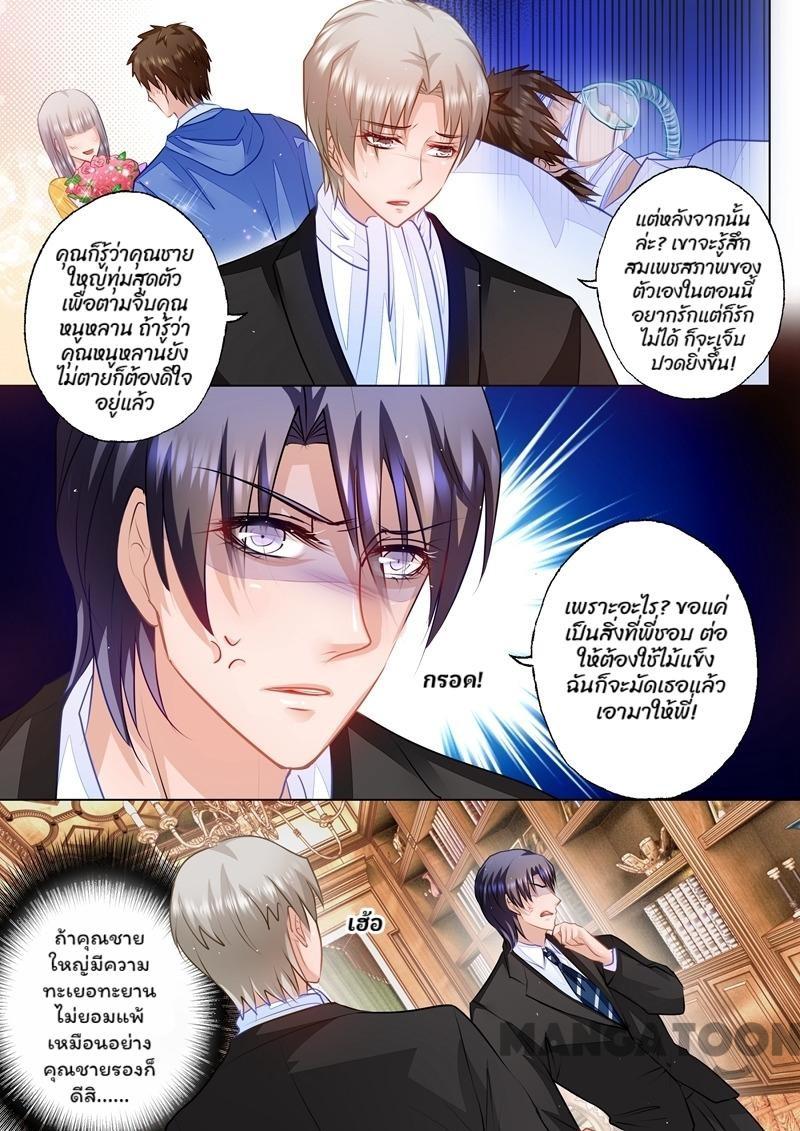 คุณก็รู้ว่าคุณชาย
ใหญ่ทุ่มสุดตัว
เพื่อตามจีบคุณ
หนูหลาน ถ้ารู้ว่า
คุณหนูหลานยัง
ไม่ตายก็ต้องดีใจ
อยู่แล้ว
แต่หลังจากนั้น
ล่ะ? เขาจะรู้สึก
สมเพชสภาพของ
ตัวเองในตอนนี้
อยากรักแต่ก็รัก
ไม่ได้ ก็จะเจ็บ
ปวดยิ่งขึ้น!
กรอด!
เพราะอะไร? ขอแค่
เป็นสิ่งที่พี่ชอบ ต่อ
ให้ต้องใช้ไม้แข็ง
ฉันก็จะมัดเธอแล้ว
เอามาให้พี่!
เฮ้อ
ถ้าคุณชาย
ใหญ่มีความ
ทะเยอทะยาน
ไม่ยอมแพ้
เหมือนอย่าง
คุณชายรองก็
ดีสิ......
MANGATOON